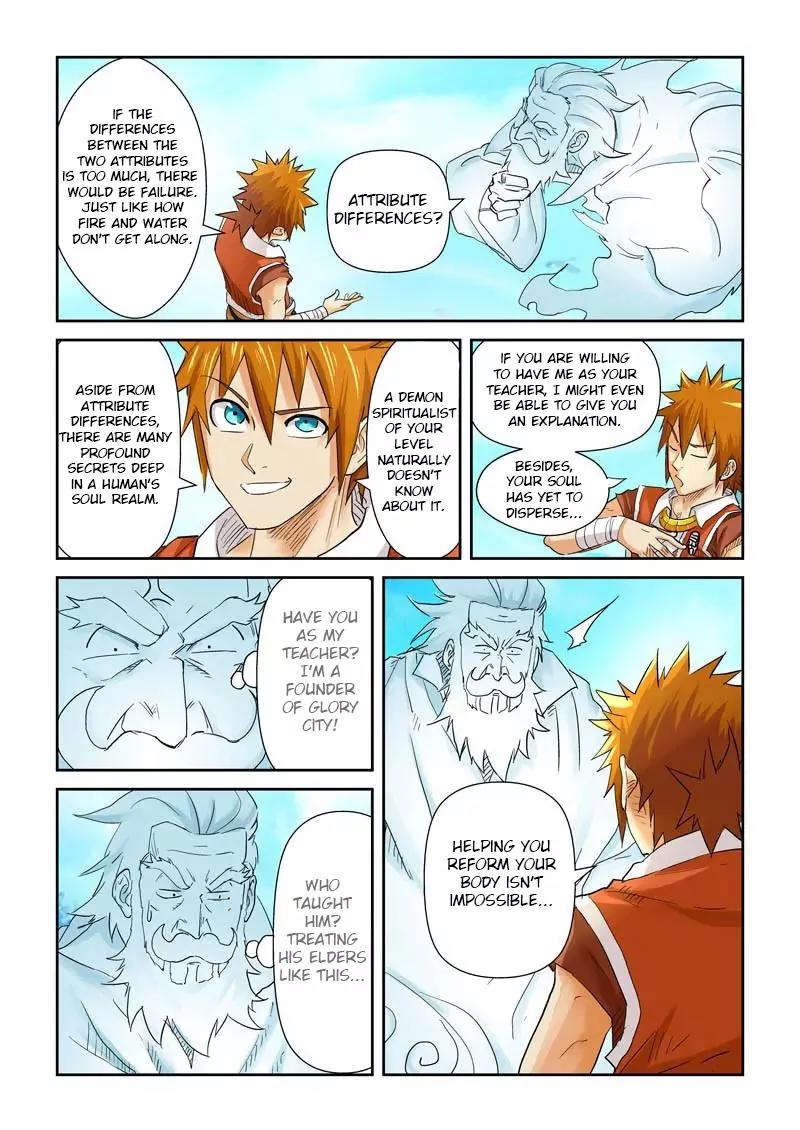 IF THE
DIFFERENCES
BETWEEN THE
TWO ATTRIBUTES
IS TOO MUCH, THERE
WOULD BE FAILURE.
JUST LIKE HOW
FIRE AND WATER
DON'T GET ALONG.
ATTRIBUTE
DIFFERENCES?
ASIDE FROM
ATTRIBUTE
DIFFERENCES,
THERE ARE MANY
PROFOUND
SECRETS DEEP
IN A HUMAN'S
SOUL REALM.
A DEMON
SPIRITUALIST
OF YOUR
LEVEL
NATURALLY
DOESN'T
KNOW
ABOUT IT.
IF YOU ARE WILLING
TO HAVE ME AS YOUR
TEACHER, I MIGHT EVEN
BE ABLE TO GIVE YOU
AN EXPLANATION.
BESIDES,
YOUR SOUL
HAS YET TO
DISPERSE...
HAVE YOU
AS MY
TEACHER?
I'M A
FOUNDER
OF GLORY
CITY!
WHO
TAUGHT
HIM?
TREATING
HIS ELDERS
LIKE THIS...
HELPING YOU
REFORM YOUR
BODY ISN'T
IMPOSSIBLE...